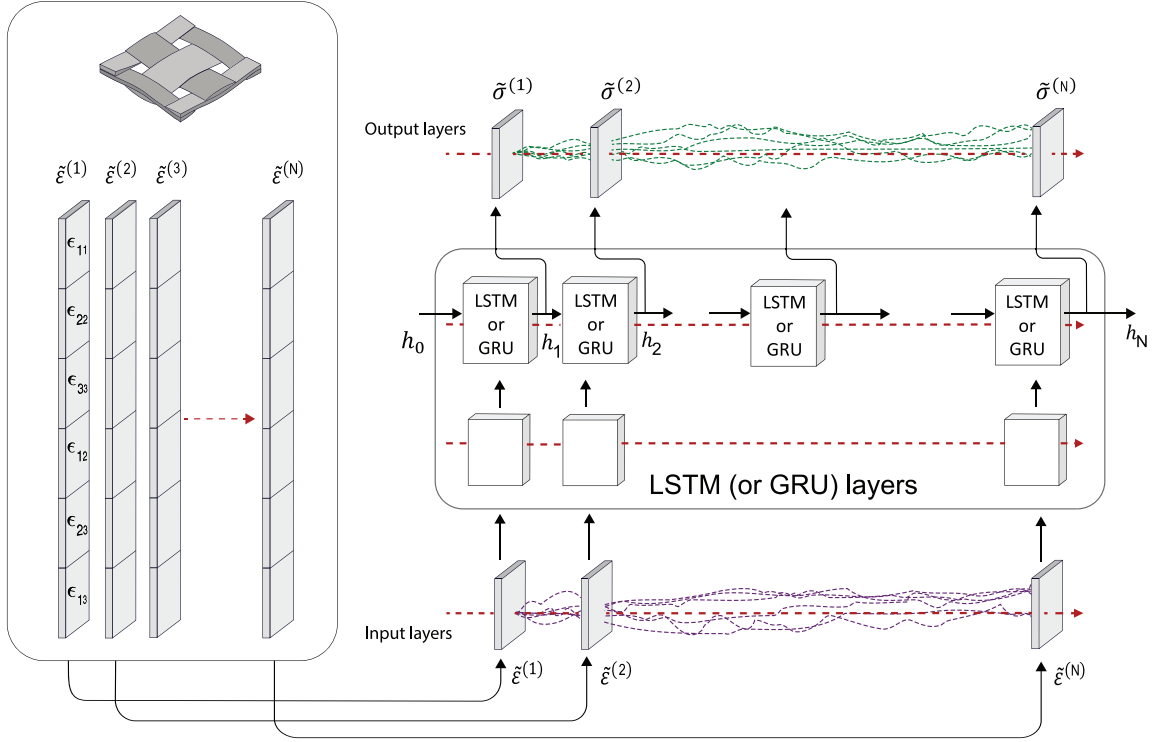 ε̃⁽¹⁾ ε̃⁽²⁾ ε̃⁽³⁾ ε̃⁽ᴺ⁾
ϵ₁₁
ϵ₂₂
ϵ₃₃
ϵ₁₂
ϵ₂₃
ϵ₁₃
σ̃⁽¹⁾ σ̃⁽²⁾ σ̃⁽ᴺ⁾
Output layers
LSTM or GRU
LSTM or GRU
LSTM or GRU
LSTM or GRU
h₀ h₁ h₂ h_N
LSTM (or GRU) layers
Input layers
ε̃⁽¹⁾ ε̃⁽²⁾ ε̃⁽ᴺ⁾